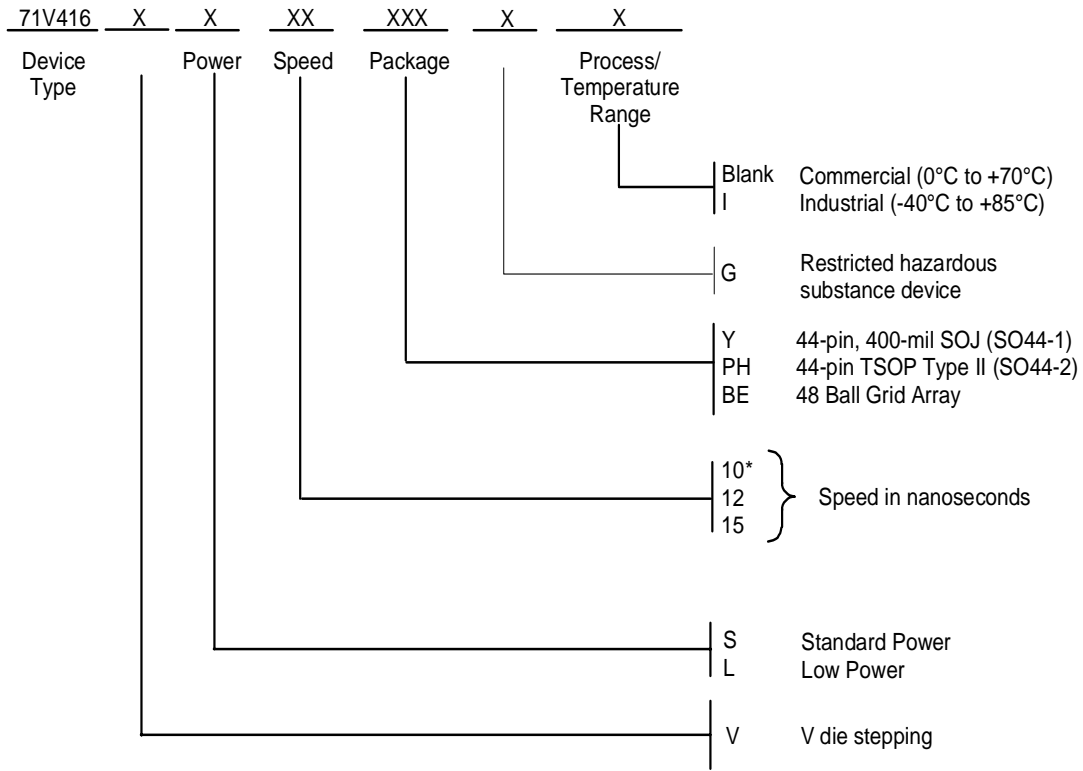 71V416 X X XX XXX X X
Device Type Power Speed Package Process/ Temperature Range
Blank Commercial (0°C to +70°C)
I Industrial (-40°C to +85°C)
G Restricted hazardous
substance device
Y 44-pin, 400-mil SOJ (SO44-1)
PH 44-pin TSOP Type II (SO44-2)
BE 48 Ball Grid Array
10*
12 Speed in nanoseconds
15
S Standard Power
L Low Power
V V die stepping